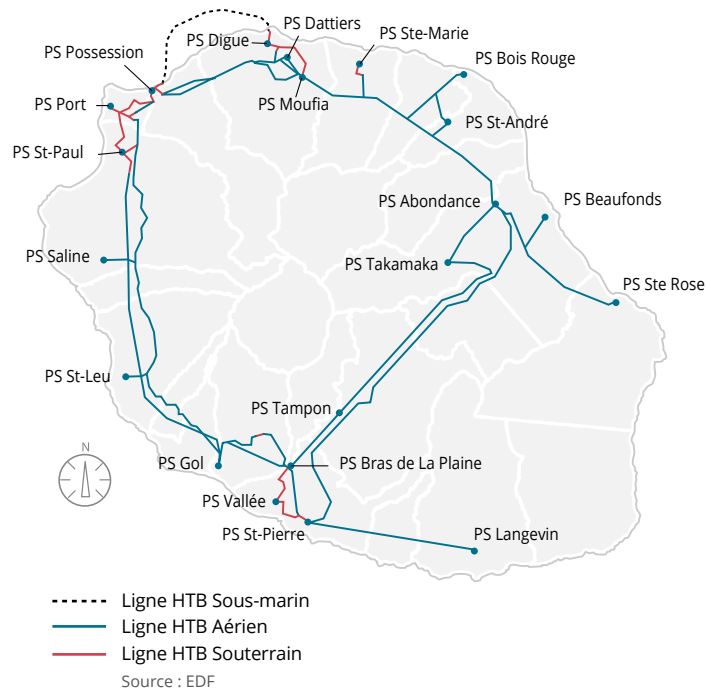 PS Dattiers
PS Digue
PS Ste-Marie
PS Possession
PS Bois Rouge
PS Port
PS Moufia
PS St-André
PS St-Paul
PS Abondance
PS Beaufonds
PS Saline
PS Takamaka
PS Ste Rose
PS St-Leu
PS Tampon
PS Gol
PS Bras de La Plaine
N
PS Vallée
PS St-Pierre
PS Langevin
Ligne HTB Sous-marin
Ligne HTB Aérien
Ligne HTB Souterrain
Source : EDF